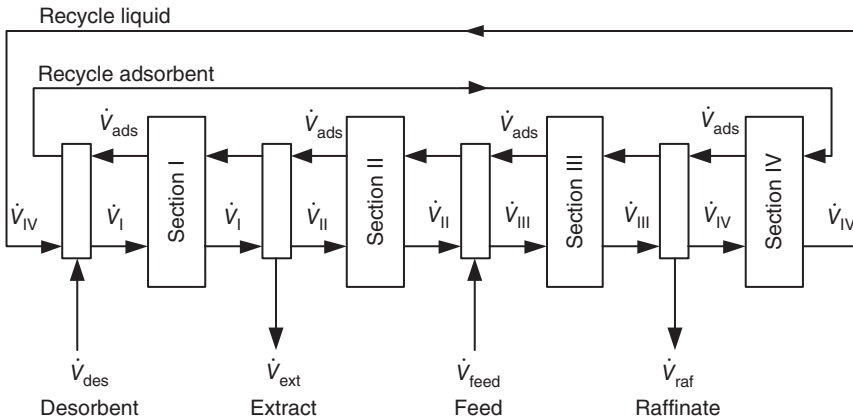 Recycle liquid
Recycle adsorbent
V̇ads V̇ads V̇ads V̇ads
Section I
Section II
Section III
Section IV
V̇IV V̇I V̇I V̇II V̇II V̇III V̇III V̇IV V̇IV
V̇des V̇ext V̇feed V̇raf
Desorbent Extract Feed Raffinate